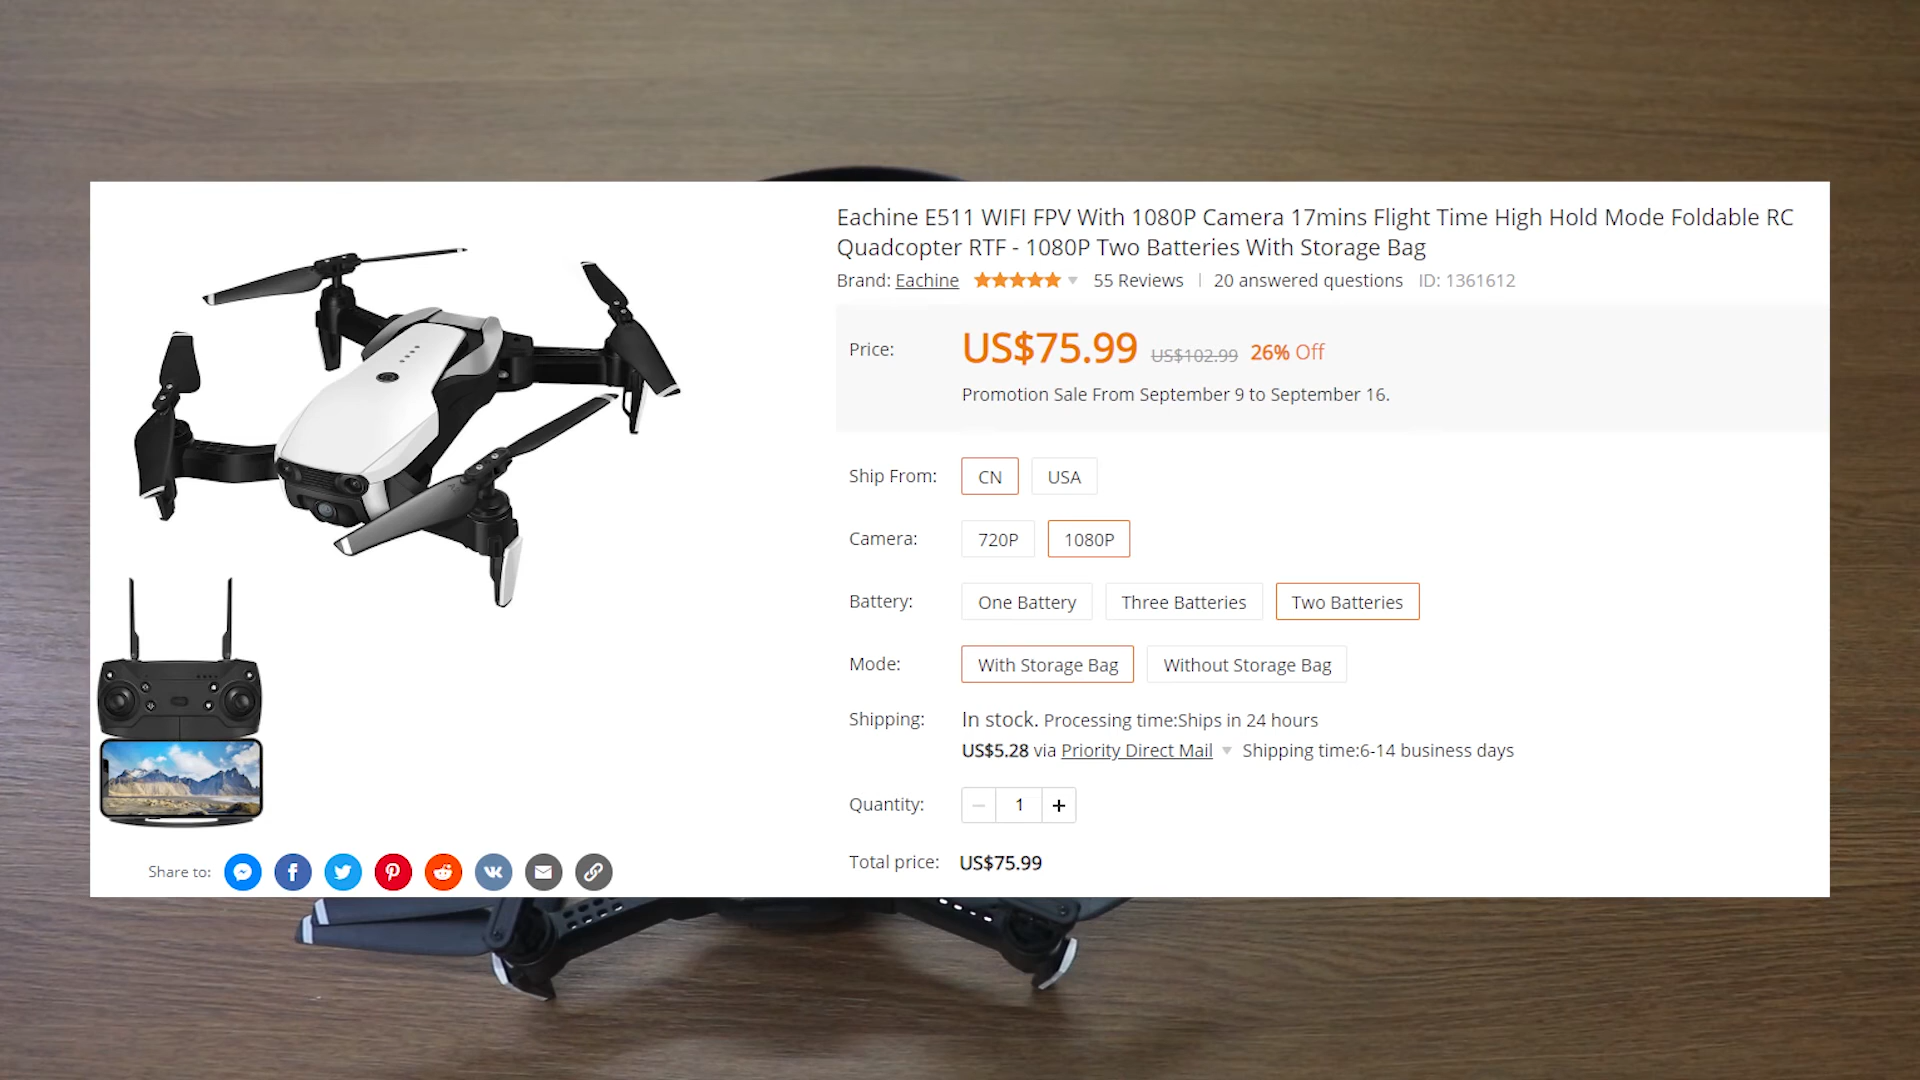 Eachine E511 WIFI FPV With 1080P Camera 17mins Flight Time High Hold Mode Foldable RC
Quadcopter RTF - 1080P Two Batteries With Storage Bag
Brand: Eachine 55 Reviews | 20 answered questions ID: 1361612
Price: US$75.99 US$102.99 26% Off
Promotion Sale From September 9 to September 16.
Ship From: CN USA
Camera: 720P 1080P
Battery: One Battery Three Batteries Two Batteries
Mode: With Storage Bag Without Storage Bag
Shipping: In stock. Processing time:Ships in 24 hours
US$5.28 via Priority Direct Mail Shipping time:6-14 business days
Quantity: − 1 +
Total price: US$75.99
Share to: